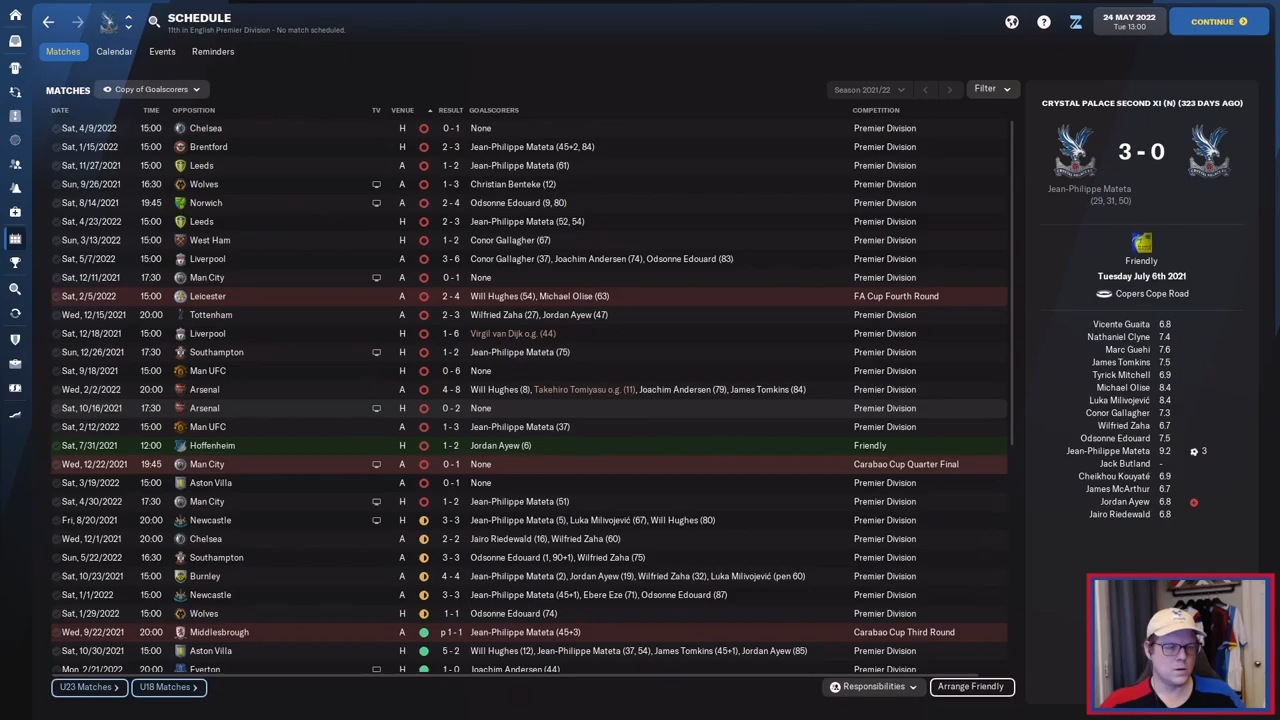 SCHEDULE
11th in English Premier Division - No match scheduled.
24 MAY 2022
Tue 13:00
CONTINUE
Matches Calendar Events Reminders
MATCHES Copy of Goalscorers Season 2021/22 Filter
DATE TIME OPPOSITION TV VENUE RESULT GOALSCORERS COMPETITION
Sat, 4/9/2022 15:00 Chelsea H 0 - 1 None Premier Division
Sat, 1/15/2022 15:00 Brentford H 2 - 3 Jean-Philippe Mateta (45+2, 84) Premier Division
Sat, 11/27/2021 15:00 Leeds A 1 - 2 Jean-Philippe Mateta (61) Premier Division
Sun, 9/26/2021 16:30 Wolves A 1 - 3 Christian Benteke (12) Premier Division
Sat, 8/14/2021 19:45 Norwich A 2 - 4 Odsonne Edouard (9, 80) Premier Division
Sat, 4/23/2022 15:00 Leeds H 2 - 3 Jean-Philippe Mateta (52, 54) Premier Division
Sun, 3/13/2022 15:00 West Ham H 1 - 2 Conor Gallagher (67) Premier Division
Sat, 5/7/2022 15:00 Liverpool A 3 - 6 Conor Gallagher (37), Joachim Andersen (74), Odsonne Edouard (83) Premier Division
Sat, 12/11/2021 17:30 Man City H 0 - 1 None Premier Division
Sat, 2/5/2022 15:00 Leicester A 2 - 4 Will Hughes (54), Michael Olise (63) FA Cup Fourth Round
Wed, 12/15/2021 20:00 Tottenham A 2 - 3 Wilfried Zaha (27), Jordan Ayew (47) Premier Division
Sat, 12/18/2021 15:00 Liverpool H 1 - 6 Virgil van Dijk o.g. (44) Premier Division
Sun, 12/26/2021 17:30 Southampton H 1 - 2 Jean-Philippe Mateta (75) Premier Division
Sat, 9/18/2021 15:00 Man UFC H 0 - 6 None Premier Division
Wed, 2/2/2022 20:00 Arsenal A 4 - 8 Will Hughes (8), Takehiro Tomiyasu o.g. (11), Joachim Andersen (79), James Tomkins (84) Premier Division
Sat, 10/16/2021 17:30 Arsenal H 0 - 2 None Premier Division
Sat, 2/12/2022 15:00 Man UFC A 1 - 3 Jean-Philippe Mateta (37) Premier Division
Sat, 7/31/2021 12:00 Hoffenheim H 1 - 2 Jordan Ayew (6) Friendly
Wed, 12/22/2021 19:45 Man City A 0 - 1 None Carabao Cup Quarter Final
Sat, 3/19/2022 15:00 Aston Villa A 0 - 1 None Premier Division
Sat, 4/30/2022 17:30 Man City A 1 - 2 Jean-Philippe Mateta (51) Premier Division
Fri, 8/20/2021 20:00 Newcastle H 3 - 3 Jean-Philippe Mateta (5), Luka Milivojević (67), Will Hughes (80) Premier Division
Wed, 12/1/2021 20:00 Chelsea A 2 - 2 Jairo Riedewald (16), Wilfried Zaha (60) Premier Division
Sun, 5/22/2022 16:30 Southampton A 3 - 3 Odsonne Edouard (1, 90+1), Wilfried Zaha (75) Premier Division
Sat, 10/23/2021 15:00 Burnley A 4 - 4 Jean-Philippe Mateta (2), Jordan Ayew (19), Wilfried Zaha (32), Luka Milivojević (pen 60) Premier Division
Sat, 1/1/2022 15:00 Newcastle A 3 - 3 Jean-Philippe Mateta (45+1), Ebere Eze (71), Odsonne Edouard (87) Premier Division
Sat, 1/29/2022 15:00 Wolves H 1 - 1 Odsonne Edouard (74) Premier Division
Wed, 9/22/2021 20:00 Middlesbrough A p 1 - 1 Jean-Philippe Mateta (45+3) Carabao Cup Third Round
Sat, 10/30/2021 15:00 Aston Villa H 5 - 2 Will Hughes (12), Jean-Philippe Mateta (37, 54), James Tomkins (45+1), Jordan Ayew (85) Premier Division
Mon, 2/21/2022 20:00 Everton H 1 - 0 Joachim Andersen (44) Premier Division
U23 Matches U18 Matches Responsibilities Arrange Friendly
CRYSTAL PALACE SECOND XI (N) (323 DAYS AGO)
3 - 0
Jean-Philippe Mateta
(29, 31, 50)
Friendly
Tuesday July 6th 2021
Copers Cope Road
Vicente Guaita 6.8
Nathaniel Clyne 7.4
Marc Guehi 7.6
James Tomkins 7.5
Tyrick Mitchell 6.9
Michael Olise 8.4
Luka Milivojević 8.4
Conor Gallagher 7.3
Wilfried Zaha 6.7
Odsonne Edouard 7.5
Jean-Philippe Mateta 9.2 3
Jack Butland -
Cheikhou Kouyaté 6.9
James McArthur 6.7
Jordan Ayew 6.8
Jairo Riedewald 6.8